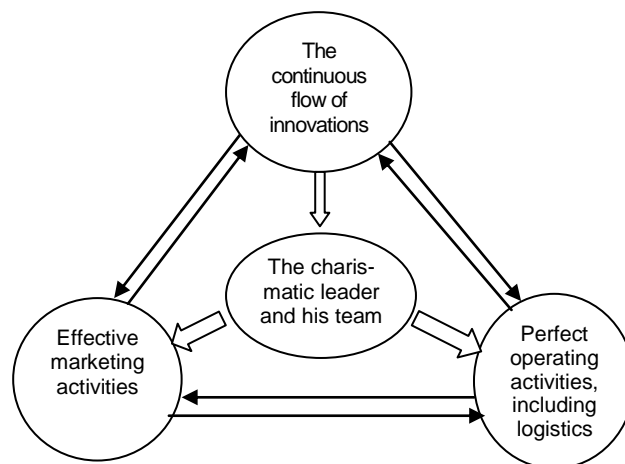 The
continuous
flow of
innovations
The charis-
matic leader
and his team
Effective
marketing
activities
Perfect
operating
activities,
including
logistics